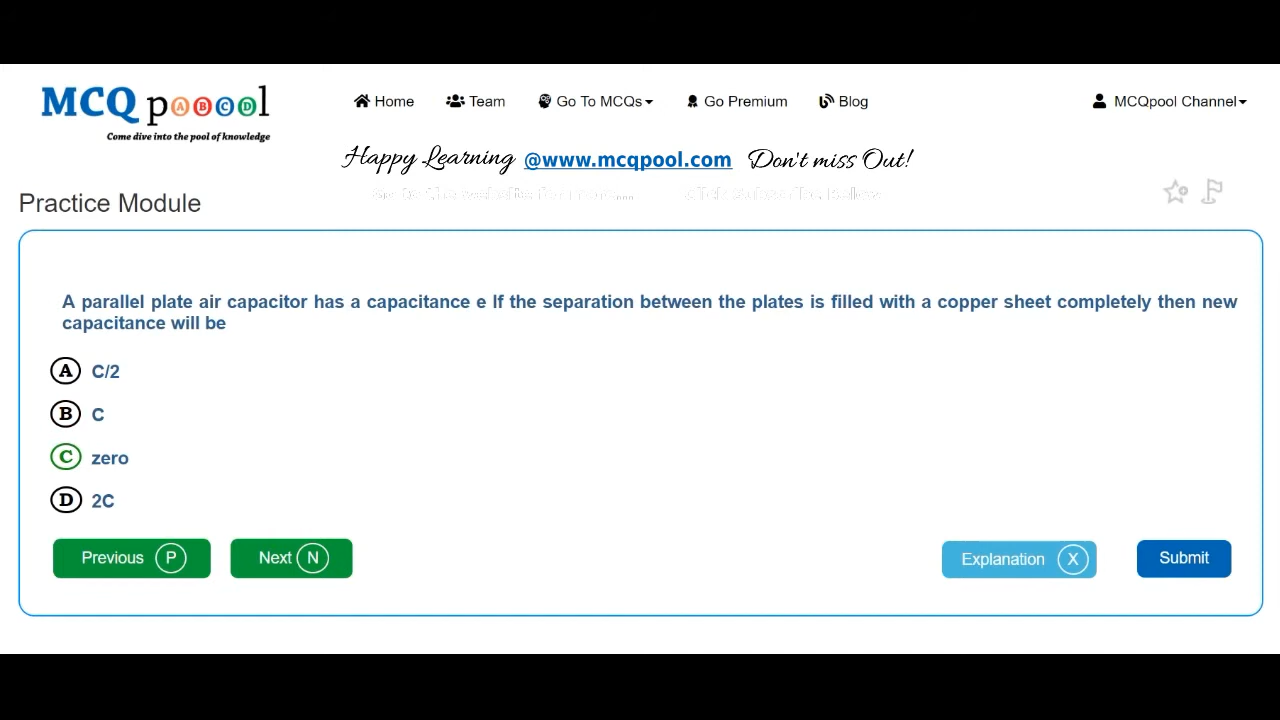 MCQ pooool
Come dive into the pool of knowledge
Home Team Go To MCQs Go Premium Blog MCQpool Channel
Happy Learning @www.mcqpool.com Don't miss Out!
Practice Module
A parallel plate air capacitor has a capacitance e If the separation between the plates is filled with a copper sheet completely then new
capacitance will be
A C/2
B C
C zero
D 2C
Previous P Next N Explanation X Submit